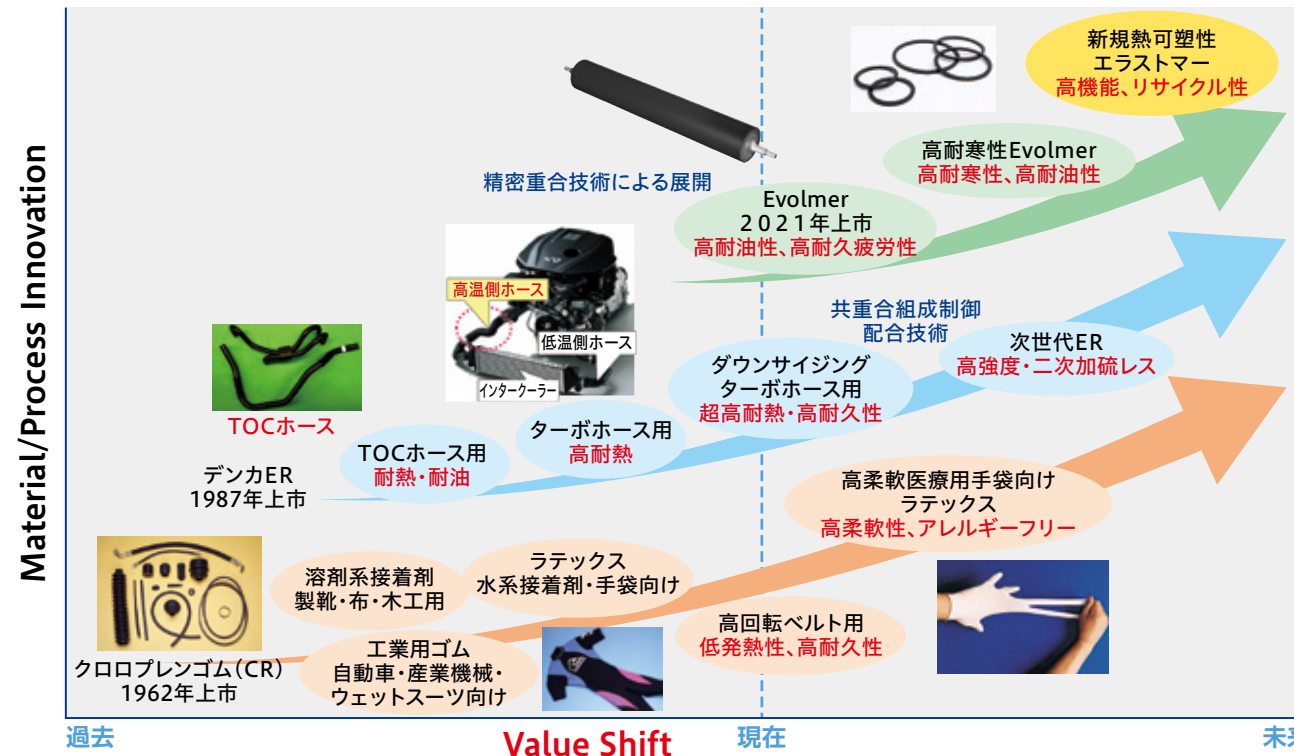 Material/Process Innovation
新規熱可塑性
エラストマー
高機能、リサイクル性
高耐寒性Evolmer
高耐寒性、高耐油性
精密重合技術による展開
Evolmer
2021年上市
高耐油性、高耐久疲労性
高温側ホース
低温側ホース
インタークーラー
共重合組成制御
配合技術
次世代ER
高強度・二次加硫レス
ダウンサイジング
ターボホース用
超高耐熱・高耐久性
ターボホース用
高耐熱
TOCホース
TOCホース用
耐熱・耐油
デンカER
1987年上市
高柔軟医療用手袋向け
ラテックス
高柔軟性、アレルギーフリー
ラテックス
水系接着剤・手袋向け
溶剤系接着剤
製靴・布・木工用
高回転ベルト用
低発熱性、高耐久性
工業用ゴム
自動車・産業機械・
ウェットスーツ向け
クロロプレンゴム(CR)
1962年上市
過去
Value Shift
現在
未来